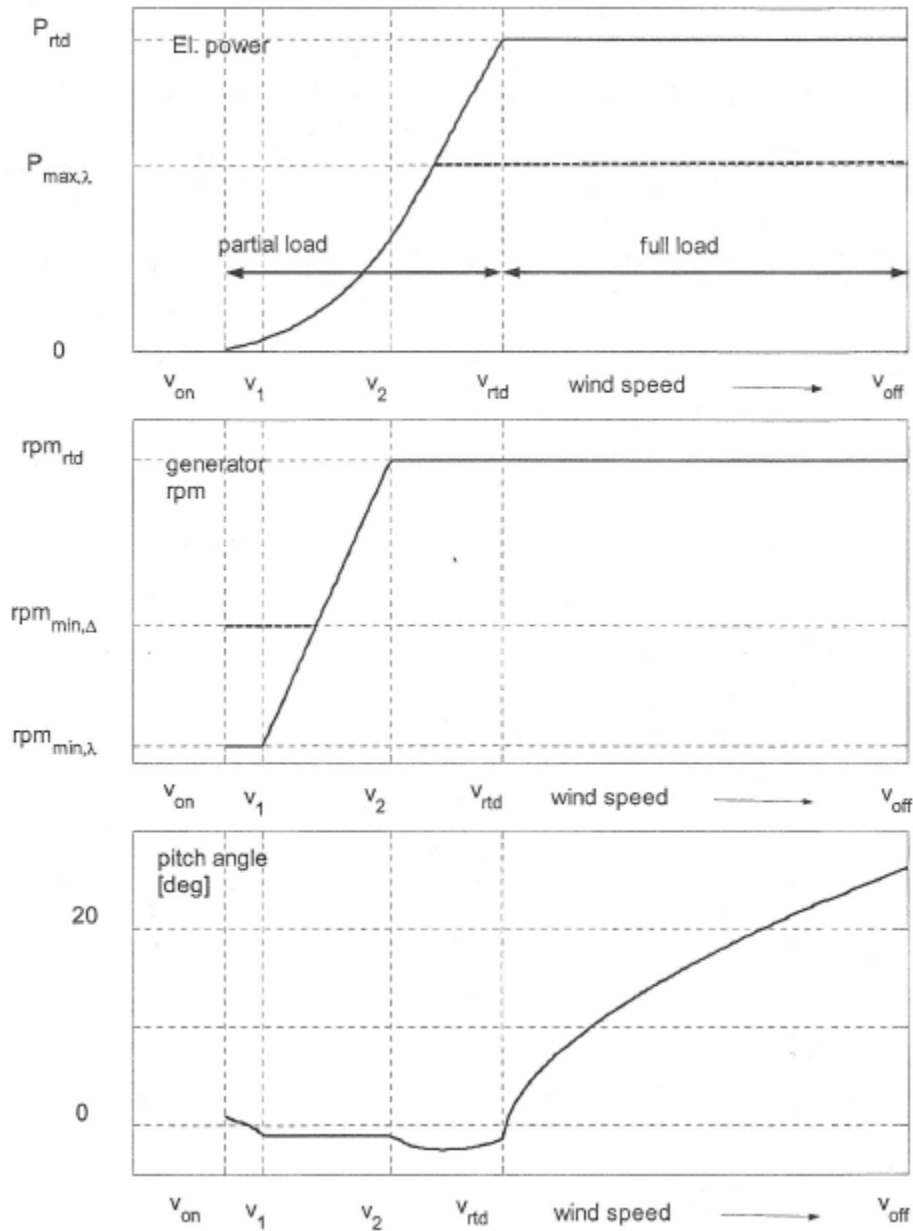 P_rtd
El. power
P_max,λ
partial load
full load
0
v_on v_1 v_2 v_rtd wind speed v_off
rpm_rtd
generator
rpm
rpm_min,Δ
rpm_min,λ
v_on v_1 v_2 v_rtd wind speed v_off
pitch angle
[deg]
20
0
v_on v_1 v_2 v_rtd wind speed v_off